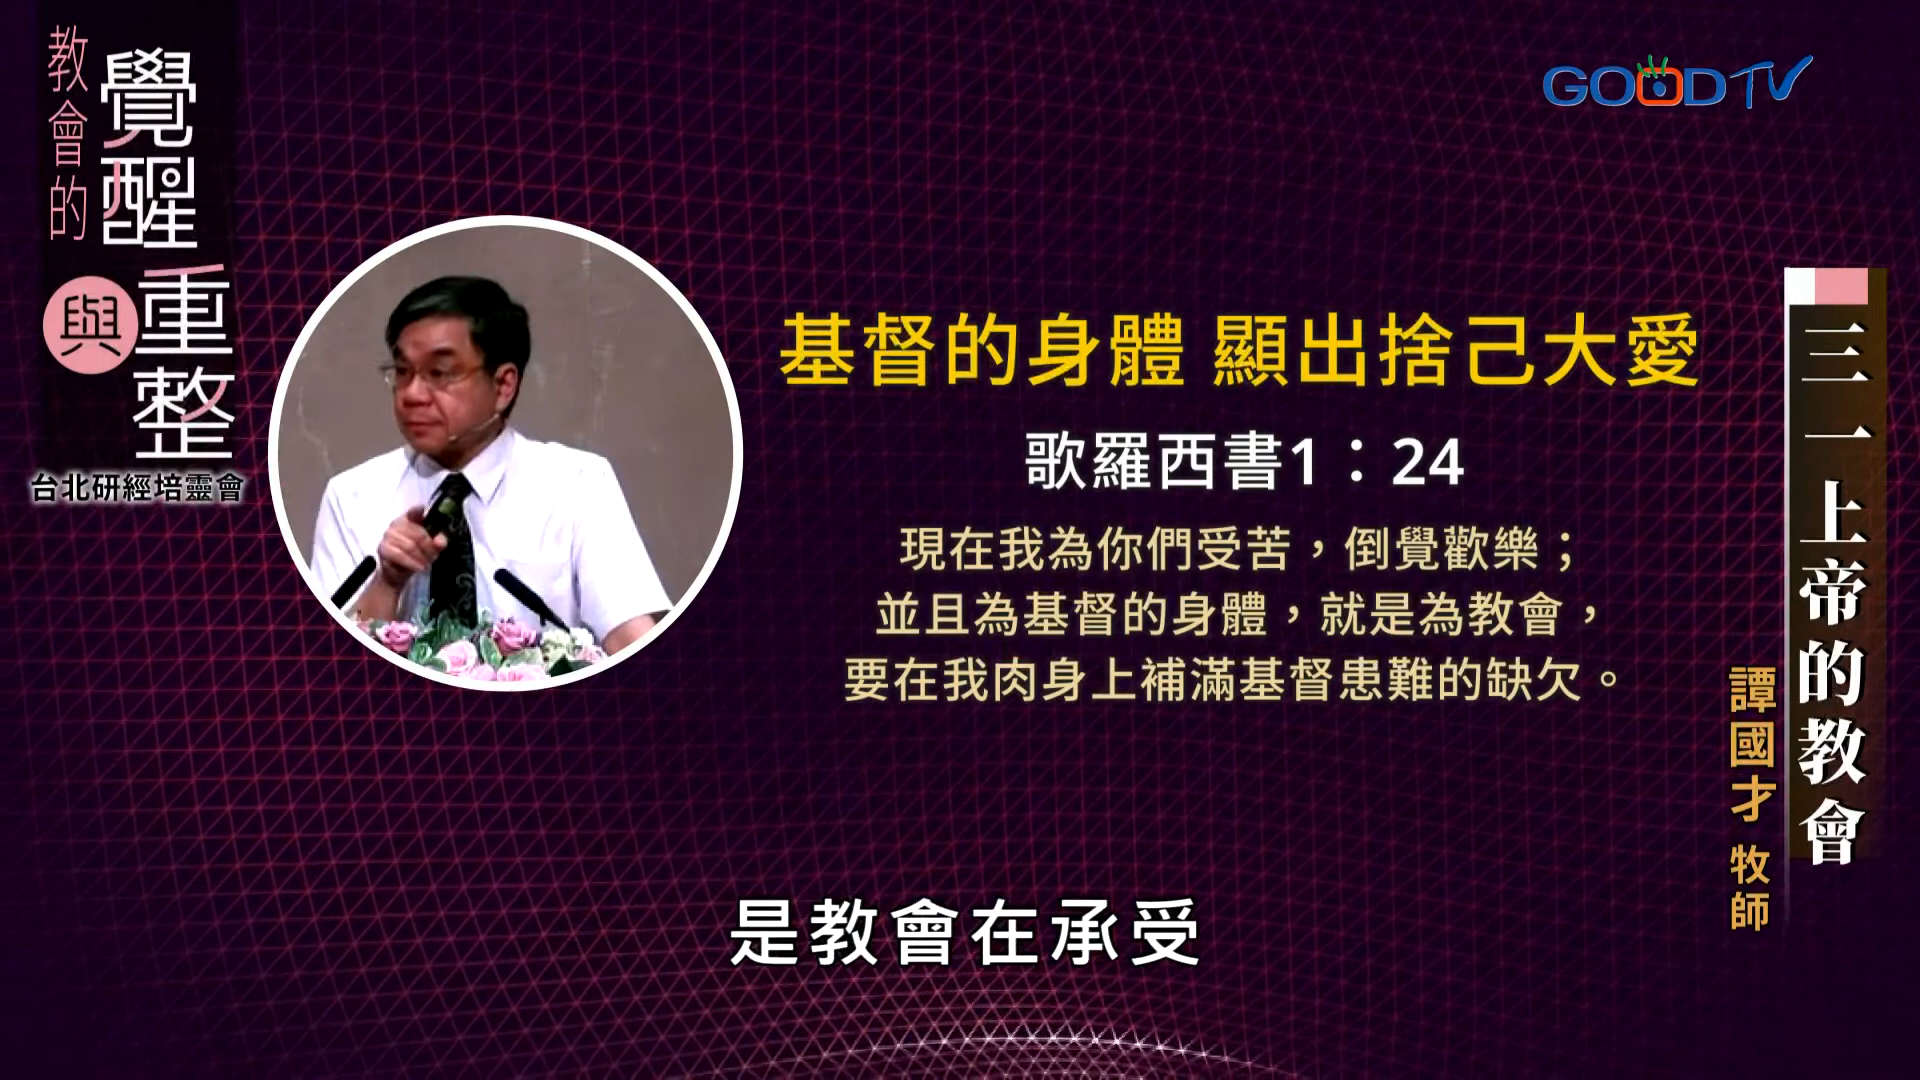 教會的
覺醒
與
重整
台北研經培靈會
GOOD TV
基督的身體 顯出捨己大愛
歌羅西書1：24
現在我為你們受苦，倒覺歡樂；
並且為基督的身體，就是為教會，
要在我肉身上補滿基督患難的缺欠。
三一上帝的教會
譚國才 牧師
是教會在承受